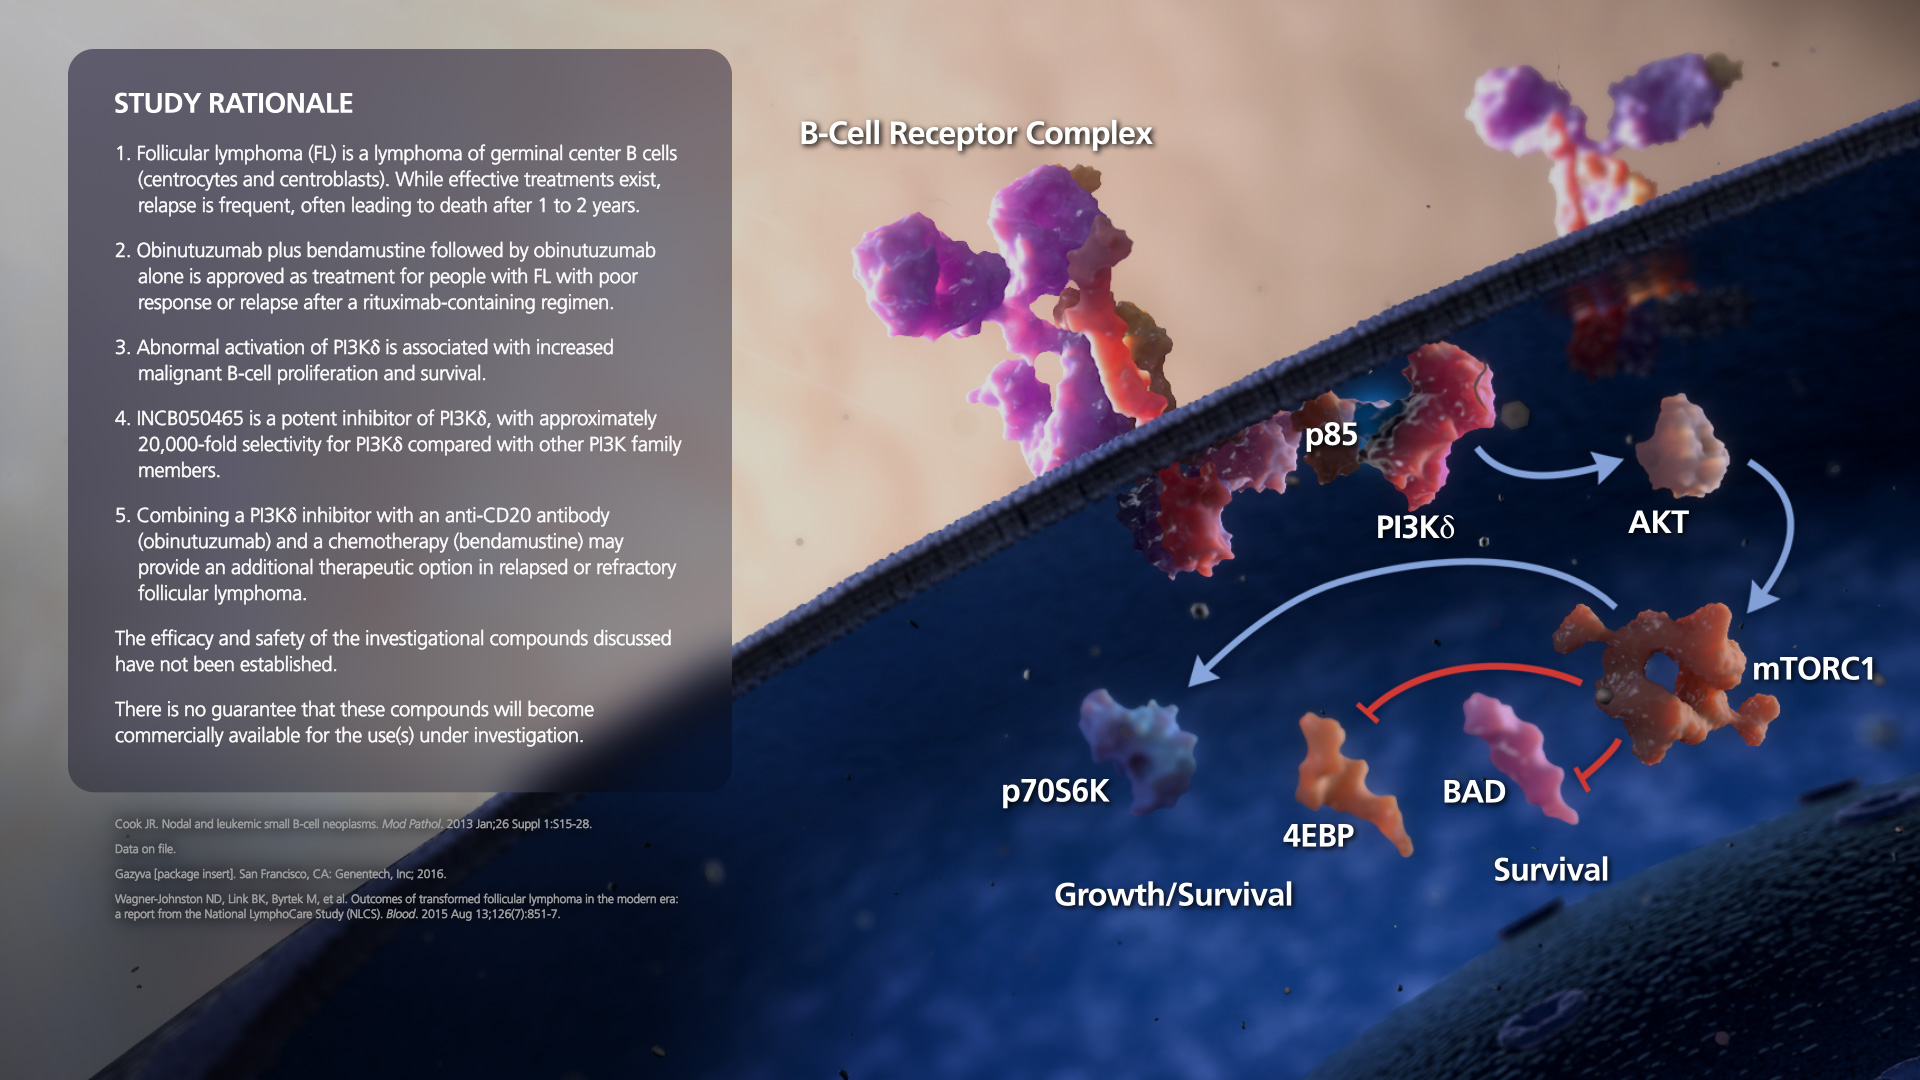 STUDY RATIONALE
1. Follicular lymphoma (FL) is a lymphoma of germinal center B cells
(centrocytes and centroblasts). While effective treatments exist,
relapse is frequent, often leading to death after 1 to 2 years.
2. Obinutuzumab plus bendamustine followed by obinutuzumab
alone is approved as treatment for people with FL with poor
response or relapse after a rituximab-containing regimen.
3. Abnormal activation of PI3Kδ is associated with increased
malignant B-cell proliferation and survival.
4. INCB050465 is a potent inhibitor of PI3Kδ, with approximately
20,000-fold selectivity for PI3Kδ compared with other PI3K family
members.
5. Combining a PI3Kδ inhibitor with an anti-CD20 antibody
(obinutuzumab) and a chemotherapy (bendamustine) may
provide an additional therapeutic option in relapsed or refractory
follicular lymphoma.
The efficacy and safety of the investigational compounds discussed
have not been established.
There is no guarantee that these compounds will become
commercially available for the use(s) under investigation.
Cook JR. Nodal and leukemic small B-cell neoplasms. Mod Pathol. 2013 Jan;26 Suppl 1:S15-28.
Data on file.
Gazyva [package insert]. San Francisco, CA: Genentech, Inc; 2016.
Wagner-Johnston ND, Link BK, Byrtek M, et al. Outcomes of transformed follicular lymphoma in the modern era:
a report from the National LymphoCare Study (NLCS). Blood. 2015 Aug 13;126(7):851-7.
B-Cell Receptor Complex
p85
PI3Kδ
AKT
mTORC1
p70S6K
4EBP
BAD
Survival
Growth/Survival